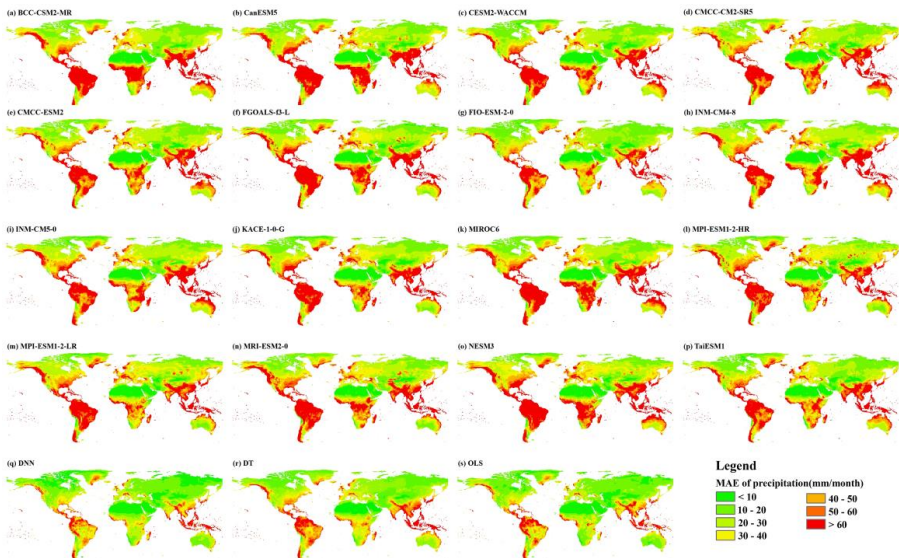 (a) BCC-CSM2-MR
(b) CanESM5
(c) CESM2-WACCM
(d) CMCC-CM2-SR5
(e) CMCC-ESM2
(f) FGOALS-f3-L
(g) FIO-ESM-2-0
(h) INM-CM4-8
(i) INM-CM5-0
(j) KACE-1-0-G
(k) MIROC6
(l) MPI-ESM1-2-HR
(m) MPI-ESM1-2-LR
(n) MRI-ESM2-0
(o) NESM3
(p) TaiESM1
(q) DNN
(r) DT
(s) OLS
Legend
MAE of precipitation(mm/month)
< 10
10 - 20
20 - 30
30 - 40
40 - 50
50 - 60
> 60